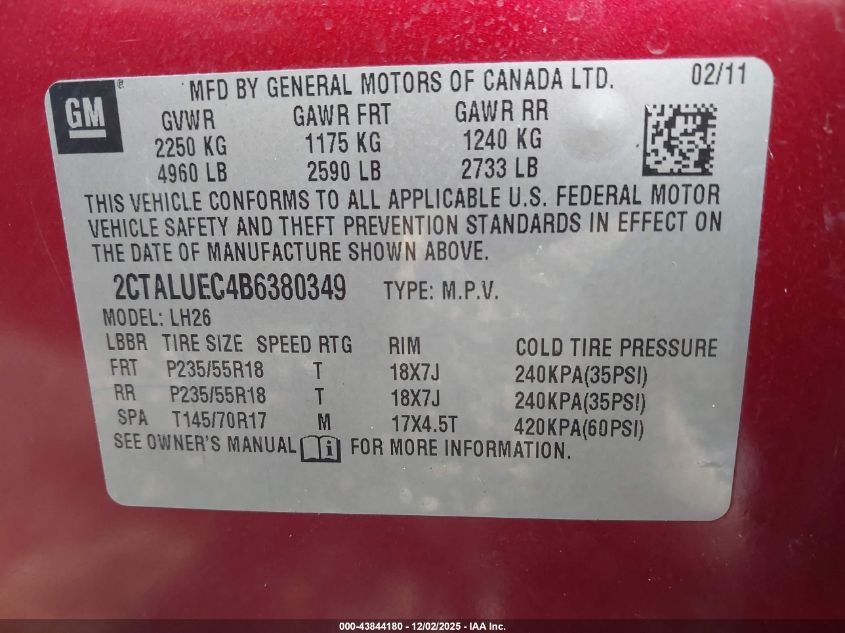 GM ® MFD BY GENERAL MOTORS OF CANADA LTD. 02/11
GVWR GAWR FRT GAWR RR
2250 KG 1175 KG 1240 KG
4960 LB 2590 LB 2733 LB
THIS VEHICLE CONFORMS TO ALL APPLICABLE U.S. FEDERAL MOTOR
VEHICLE SAFETY AND THEFT PREVENTION STANDARDS IN EFFECT ON
THE DATE OF MANUFACTURE SHOWN ABOVE.
2CTALUEC4B6380349 TYPE: M.P.V.
MODEL: LH26
LBBR TIRE SIZE SPEED RTG RIM COLD TIRE PRESSURE
FRT P235/55R18 T 18X7J 240KPA(35PSI)
RR P235/55R18 T 18X7J 240KPA(35PSI)
SPA T145/70R17 M 17X4.5T 420KPA(60PSI)
SEE OWNER'S MANUAL i FOR MORE INFORMATION.
000-43844180 - 12/02/2025 - IAA Inc.